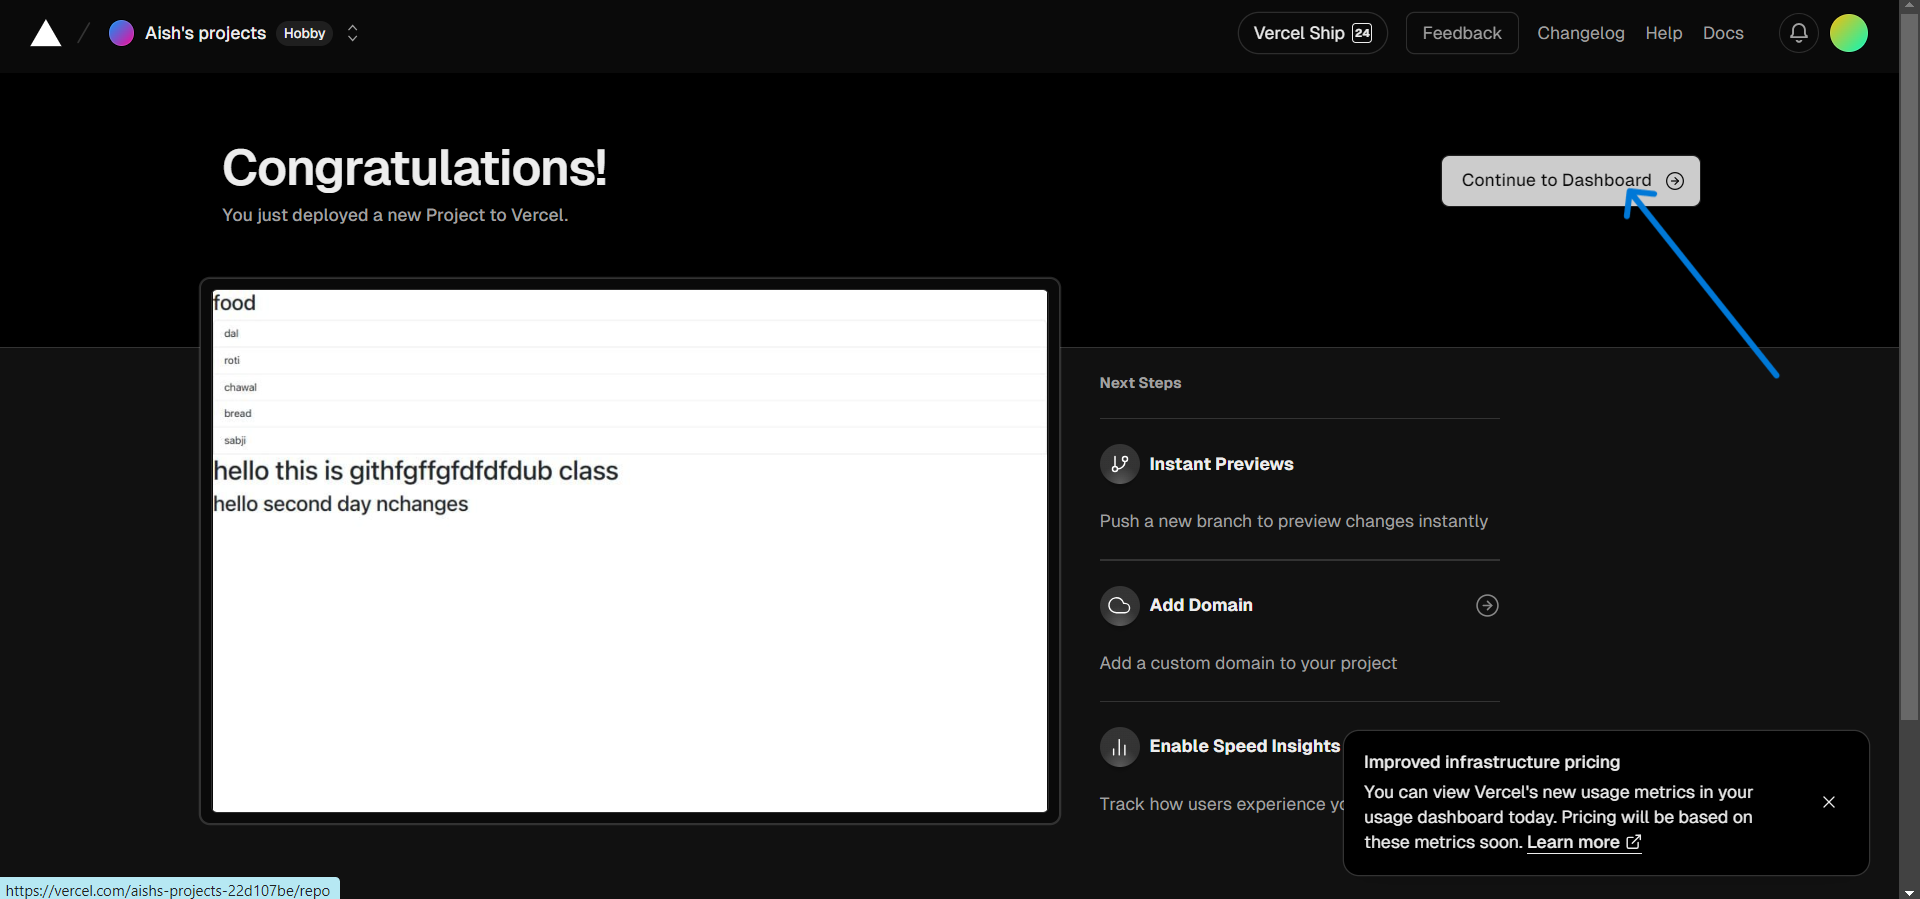 Aish's projects Hobby
Vercel Ship 24 Feedback Changelog Help Docs
Congratulations!
You just deployed a new Project to Vercel.
Continue to Dashboard
food
dal
roti
chawal
bread
sabji
hello this is githfgffgfdfdfdub class
hello second day nchanges
Next Steps
Instant Previews
Push a new branch to preview changes instantly
Add Domain
Add a custom domain to your project
Enable Speed Insights
Track how users experience
Improved infrastructure pricing
You can view Vercel's new usage metrics in your
usage dashboard today. Pricing will be based on
these metrics soon. Learn more
https://vercel.com/aishs-projects-22d107be/repo